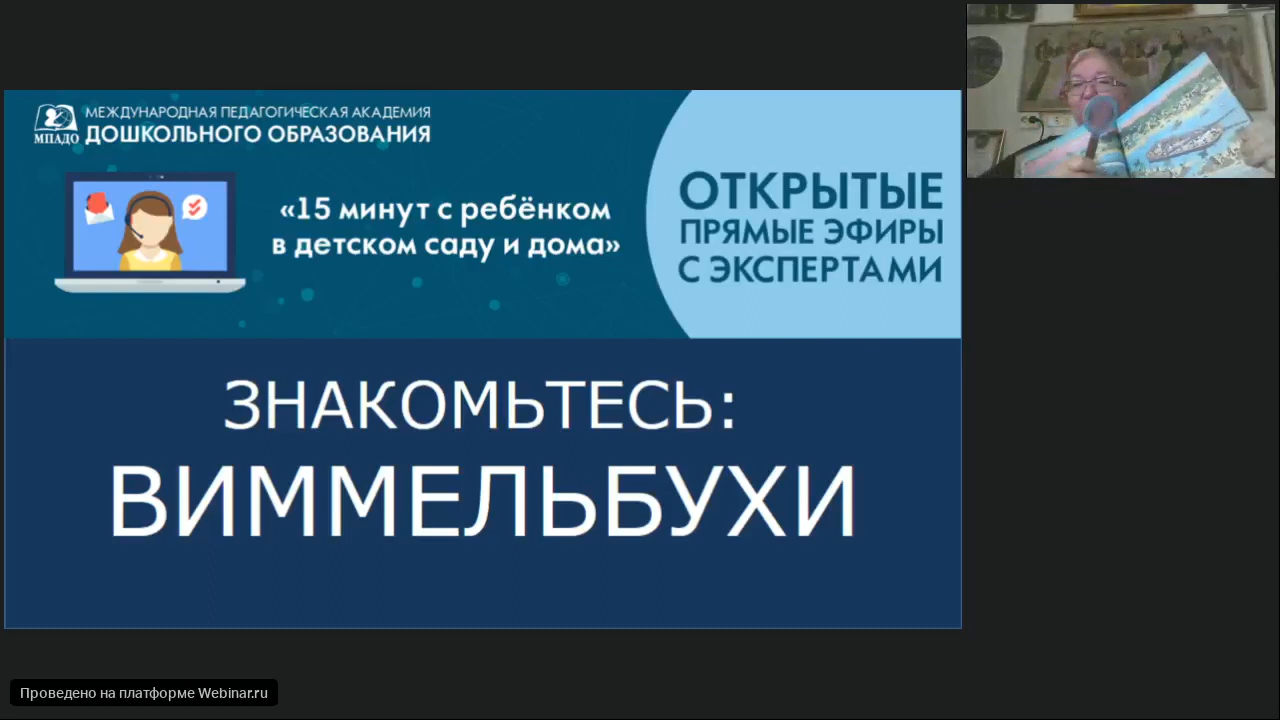 МЕЖДУНАРОДНАЯ ПЕДАГОГИЧЕСКАЯ АКАДЕМИЯ
МПАДО ДОШКОЛЬНОГО ОБРАЗОВАНИЯ
«15 минут с ребёнком
в детском саду и дома»
ОТКРЫТЫЕ
ПРЯМЫЕ ЭФИРЫ
С ЭКСПЕРТАМИ
ЗНАКОМЬТЕСЬ:
ВИММЕЛЬБУХИ
Проведено на платформе Webinar.ru